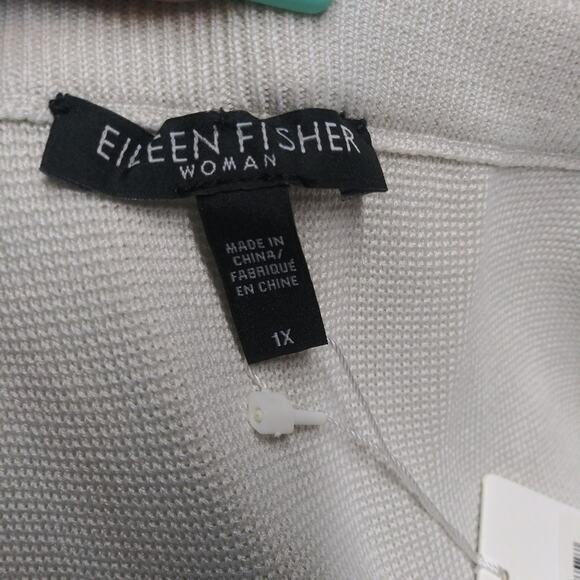 EILEEN FISHER
WOMAN
MADE IN
CHINA/
FABRIQUÉ
EN CHINE
1X